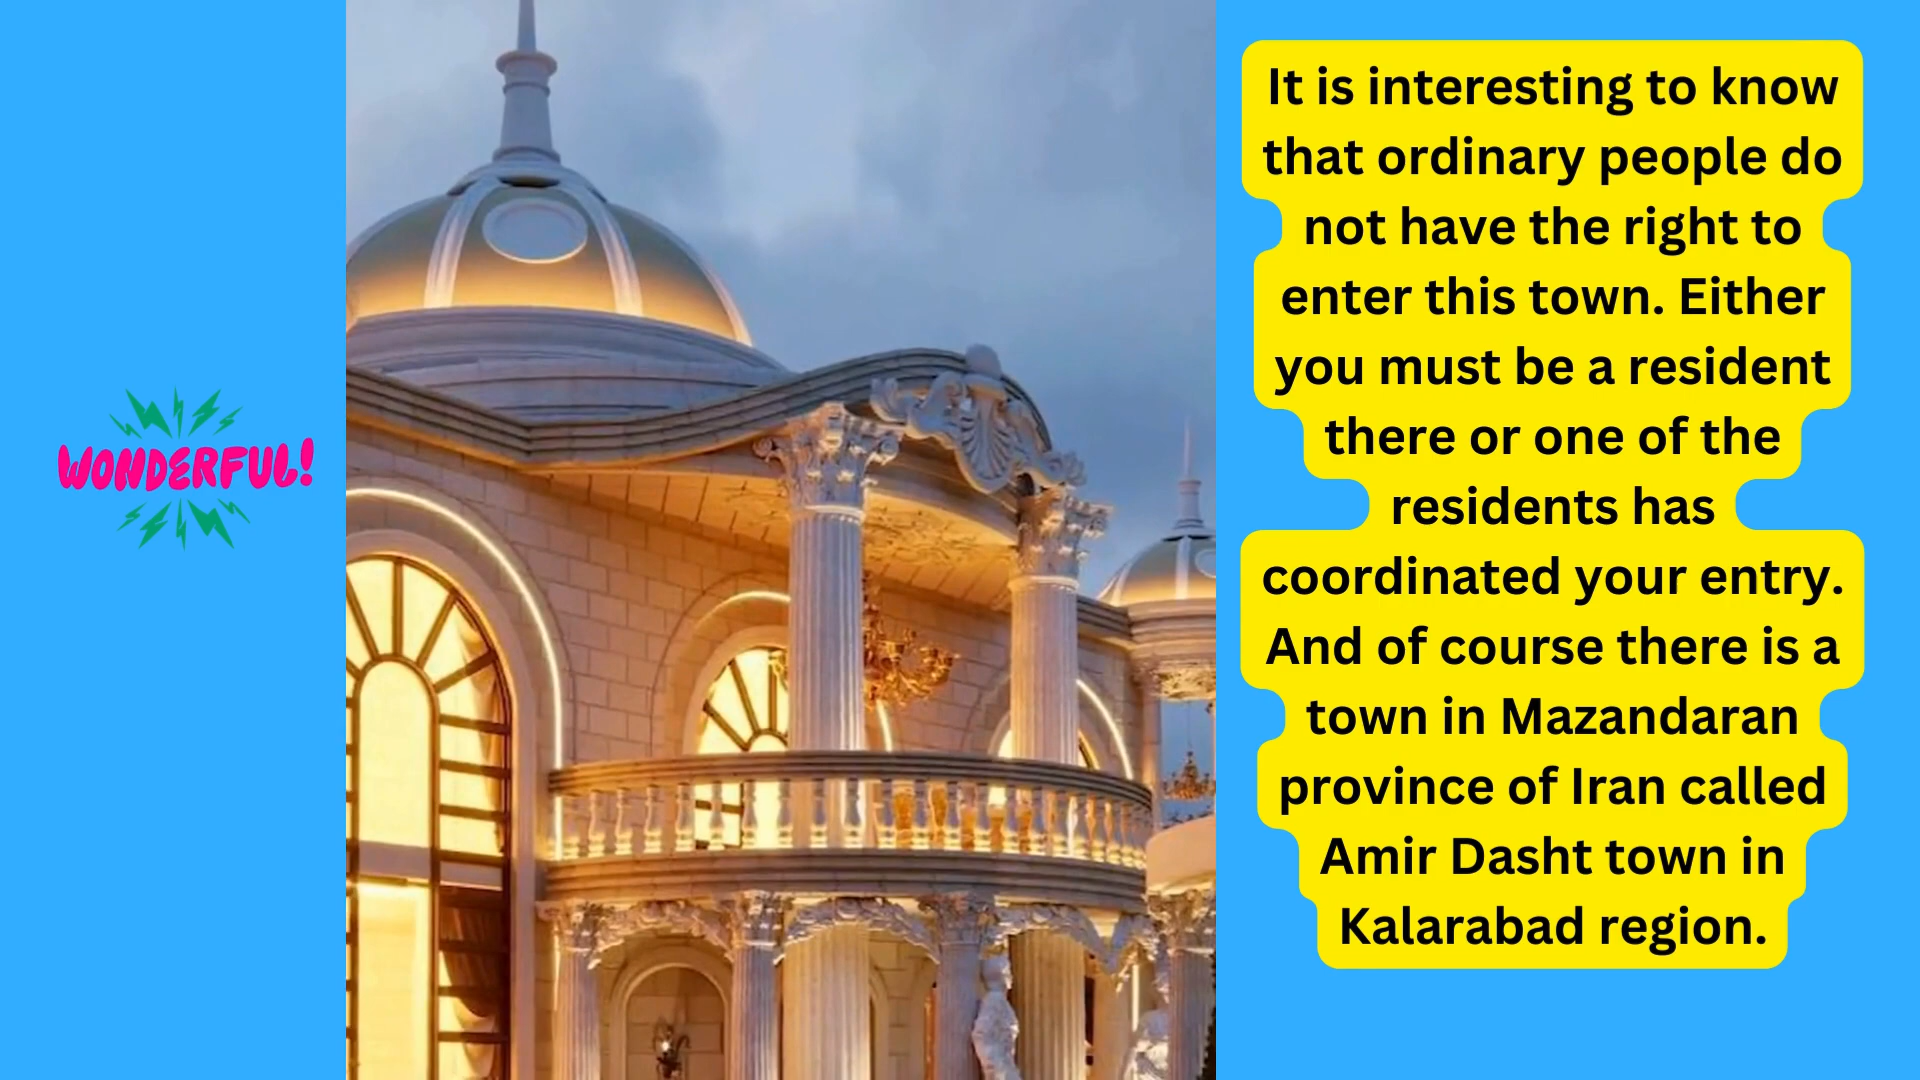 WONDERFUL!
It is interesting to know
that ordinary people do
not have the right to
enter this town. Either
you must be a resident
there or one of the
residents has
coordinated your entry.
And of course there is a
town in Mazandaran
province of Iran called
Amir Dasht town in
Kalarabad region.